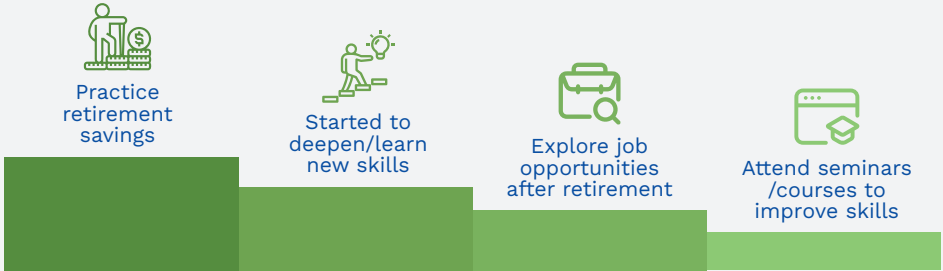 Practice
retirement
savings
Started to
deepen/learn
new skills
Explore job
opportunities
after retirement
Attend seminars
/courses to
improve skills